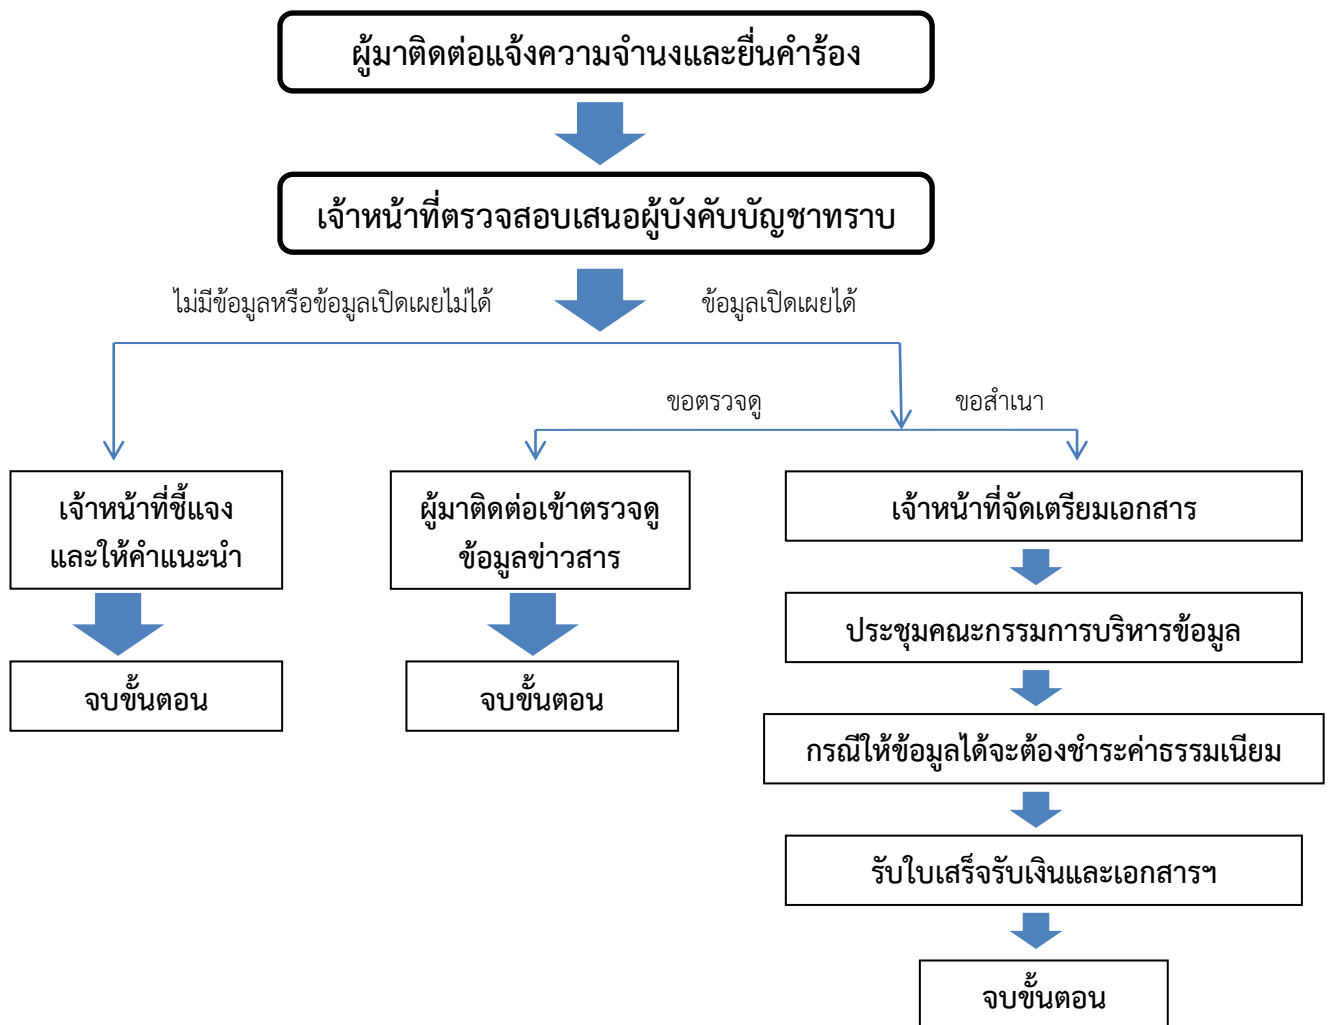 ผู้มาติดต่อแจ้งความจำนงและยื่นคำร้อง
เจ้าหน้าที่ตรวจสอบเสนอผู้บังคับบัญชาทราบ
ไม่มีข้อมูลหรือข้อมูลเปิดเผยไม่ได้
ข้อมูลเปิดเผยได้
ขอตรวจดู
ขอสำเนา
เจ้าหน้าที่ชี้แจง
และให้คำแนะนำ
จบขั้นตอน
ผู้มาติดต่อเข้าตรวจดู
ข้อมูลข่าวสาร
จบขั้นตอน
เจ้าหน้าที่จัดเตรียมเอกสาร
ประชุมคณะกรรมการบริหารข้อมูล
กรณีให้ข้อมูลได้จะต้องชำระค่าธรรมเนียม
รับใบเสร็จรับเงินและเอกสารฯ
จบขั้นตอน